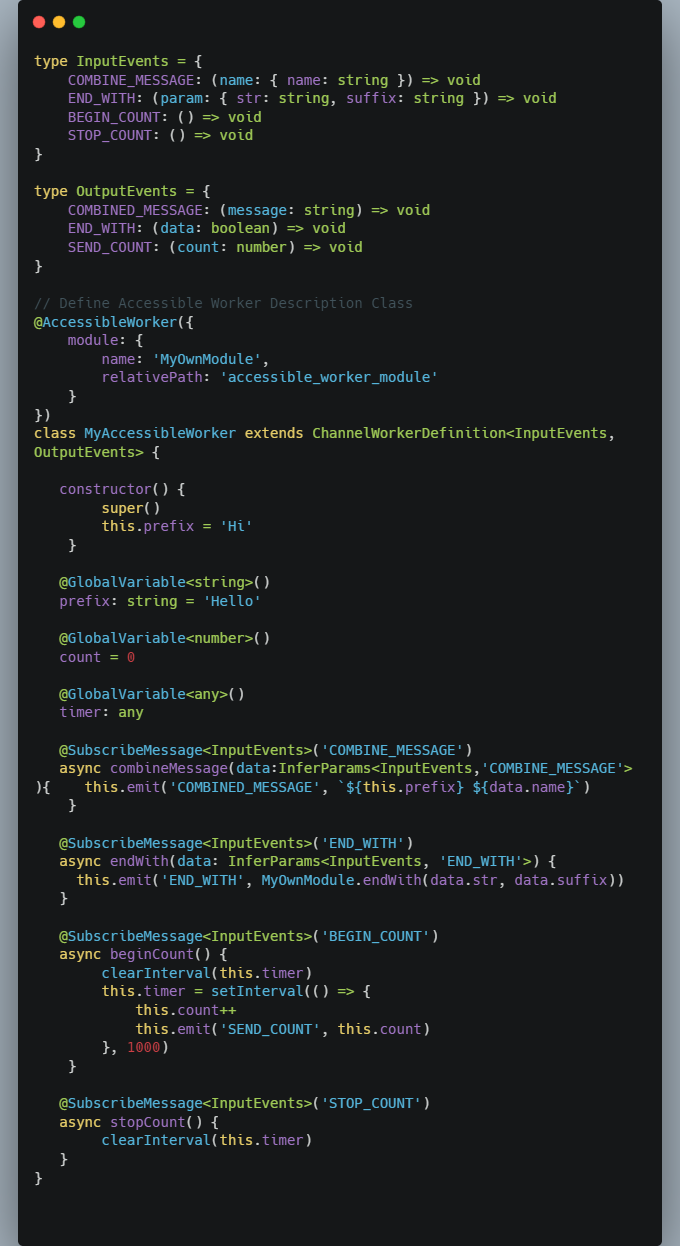 type InputEvents = {
    COMBINE_MESSAGE: (name: { name: string }) => void
    END_WITH: (param: { str: string, suffix: string }) => void
    BEGIN_COUNT: () => void
    STOP_COUNT: () => void
}

type OutputEvents = {
    COMBINED_MESSAGE: (message: string) => void
    END_WITH: (data: boolean) => void
    SEND_COUNT: (count: number) => void
}

// Define Accessible Worker Description Class
@AccessibleWorker({
    module: {
        name: 'MyOwnModule',
        relativePath: 'accessible_worker_module'
    }
})
class MyAccessibleWorker extends ChannelWorkerDefinition<InputEvents,
OutputEvents> {

   constructor() {
        super()
        this.prefix = 'Hi'
    }

   @GlobalVariable<string>()
   prefix: string = 'Hello'

   @GlobalVariable<number>()
   count = 0

   @GlobalVariable<any>()
   timer: any

   @SubscribeMessage<InputEvents>('COMBINE_MESSAGE')
   async combineMessage(data:InferParams<InputEvents,'COMBINE_MESSAGE'>
){    this.emit('COMBINED_MESSAGE', `${this.prefix} ${data.name}`)
    }

   @SubscribeMessage<InputEvents>('END_WITH')
   async endWith(data: InferParams<InputEvents, 'END_WITH'>) {
     this.emit('END_WITH', MyOwnModule.endWith(data.str, data.suffix))
   }

   @SubscribeMessage<InputEvents>('BEGIN_COUNT')
   async beginCount() {
        clearInterval(this.timer)
        this.timer = setInterval(() => {
            this.count++
            this.emit('SEND_COUNT', this.count)
        }, 1000)
    }

   @SubscribeMessage<InputEvents>('STOP_COUNT')
   async stopCount() {
        clearInterval(this.timer)
   }
}